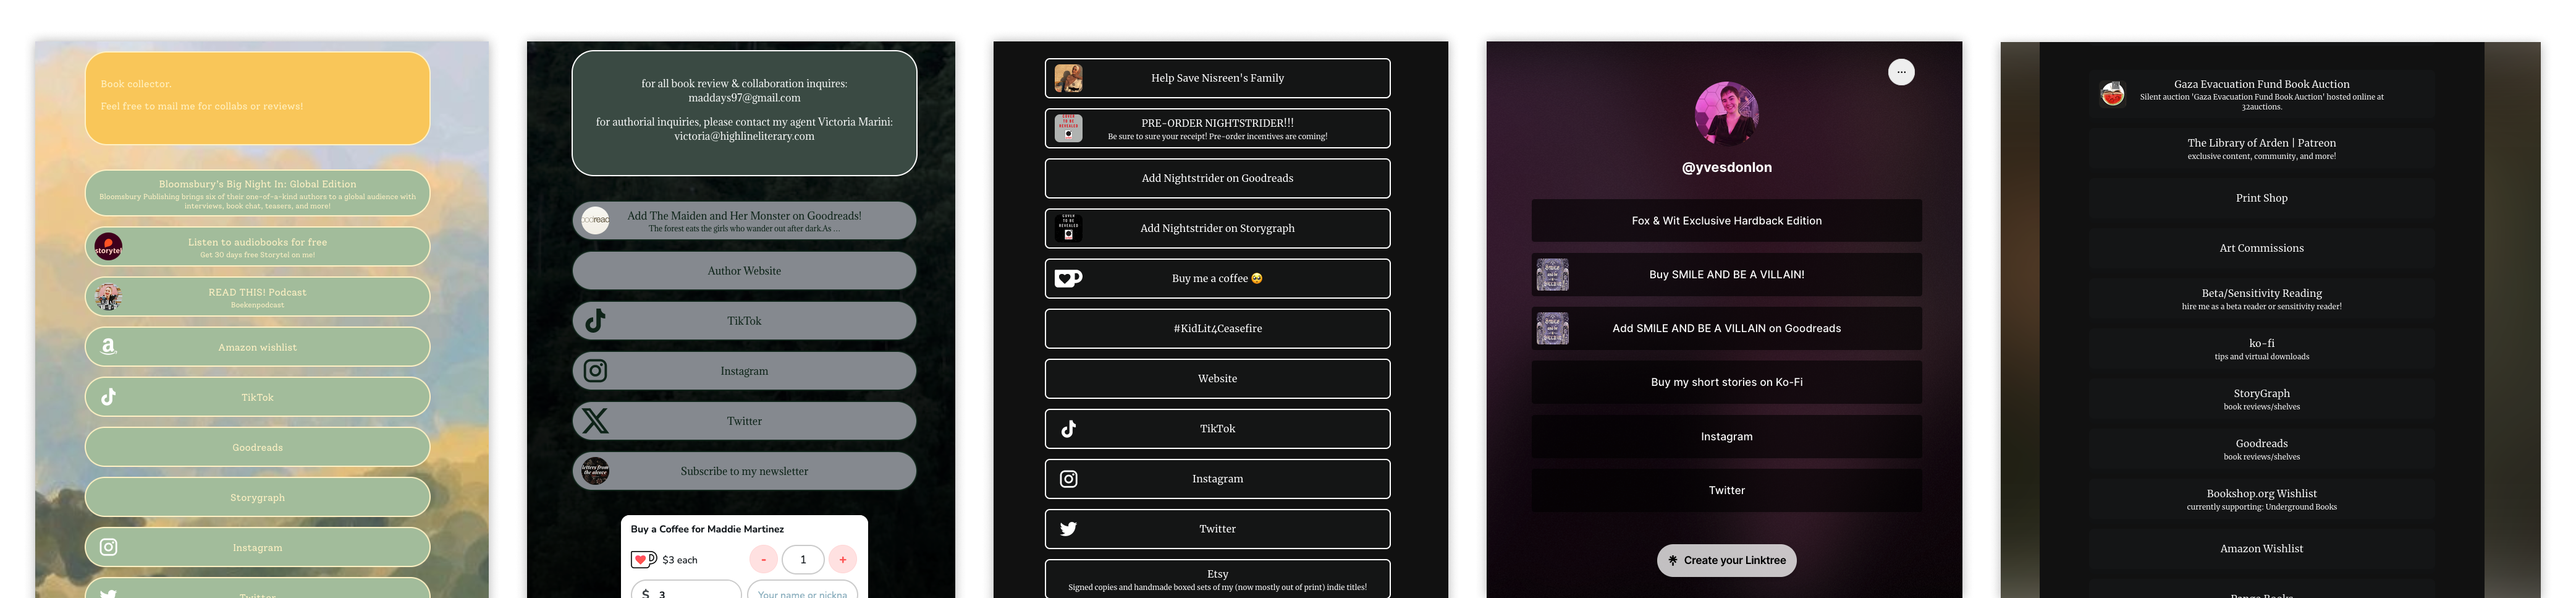 Book collector.
Feel free to mail me for collabs or reviews!
Bloomsbury's Big Night In: Global Edition
Bloomsbury Publishing brings six of their one-of-a-kind authors to a global audience with
interviews, book chat, teasers, and more!
storytel
Listen to audiobooks for free
Get 30 days free Storytel on me!
READ THIS! Podcast
Boekenpodcast
Amazon wishlist
TikTok
Goodreads
Storygraph
Instagram
Twitter
for all book review & collaboration inquires:
maddays97@gmail.com
for authorial inquiries, please contact my agent Victoria Marini:
victoria@highlineliterary.com
Add The Maiden and Her Monster on Goodreads!
The forest eats the girls who wander out after dark.As ...
Author Website
TikTok
Instagram
Twitter
Subscribe to my newsletter
Buy a Coffee for Maddie Martinez
$3 each
- 1 +
$ 3
Your name or nickna
Help Save Nisreen's Family
PRE-ORDER NIGHTSTRIDER!!!
Be sure to sure your receipt! Pre-order incentives are coming!
Add Nightstrider on Goodreads
Add Nightstrider on Storygraph
Buy me a coffee 🥺
#KidLit4Ceasefire
Website
TikTok
Instagram
Twitter
Etsy
Signed copies and handmade boxed sets of my (now mostly out of print) indie titles!
@yvesdonlon
Fox & Wit Exclusive Hardback Edition
Buy SMILE AND BE A VILLAIN!
Add SMILE AND BE A VILLAIN on Goodreads
Buy my short stories on Ko-Fi
Instagram
Twitter
Create your Linktree
Gaza Evacuation Fund Book Auction
Silent auction 'Gaza Evacuation Fund Book Auction' hosted online at
32auctions.
The Library of Arden | Patreon
exclusive content, community, and more!
Print Shop
Art Commissions
Beta/Sensitivity Reading
hire me as a beta reader or sensitivity reader!
ko-fi
tips and virtual downloads
StoryGraph
book reviews/shelves
Goodreads
book reviews/shelves
Bookshop.org Wishlist
currently supporting: Underground Books
Amazon Wishlist